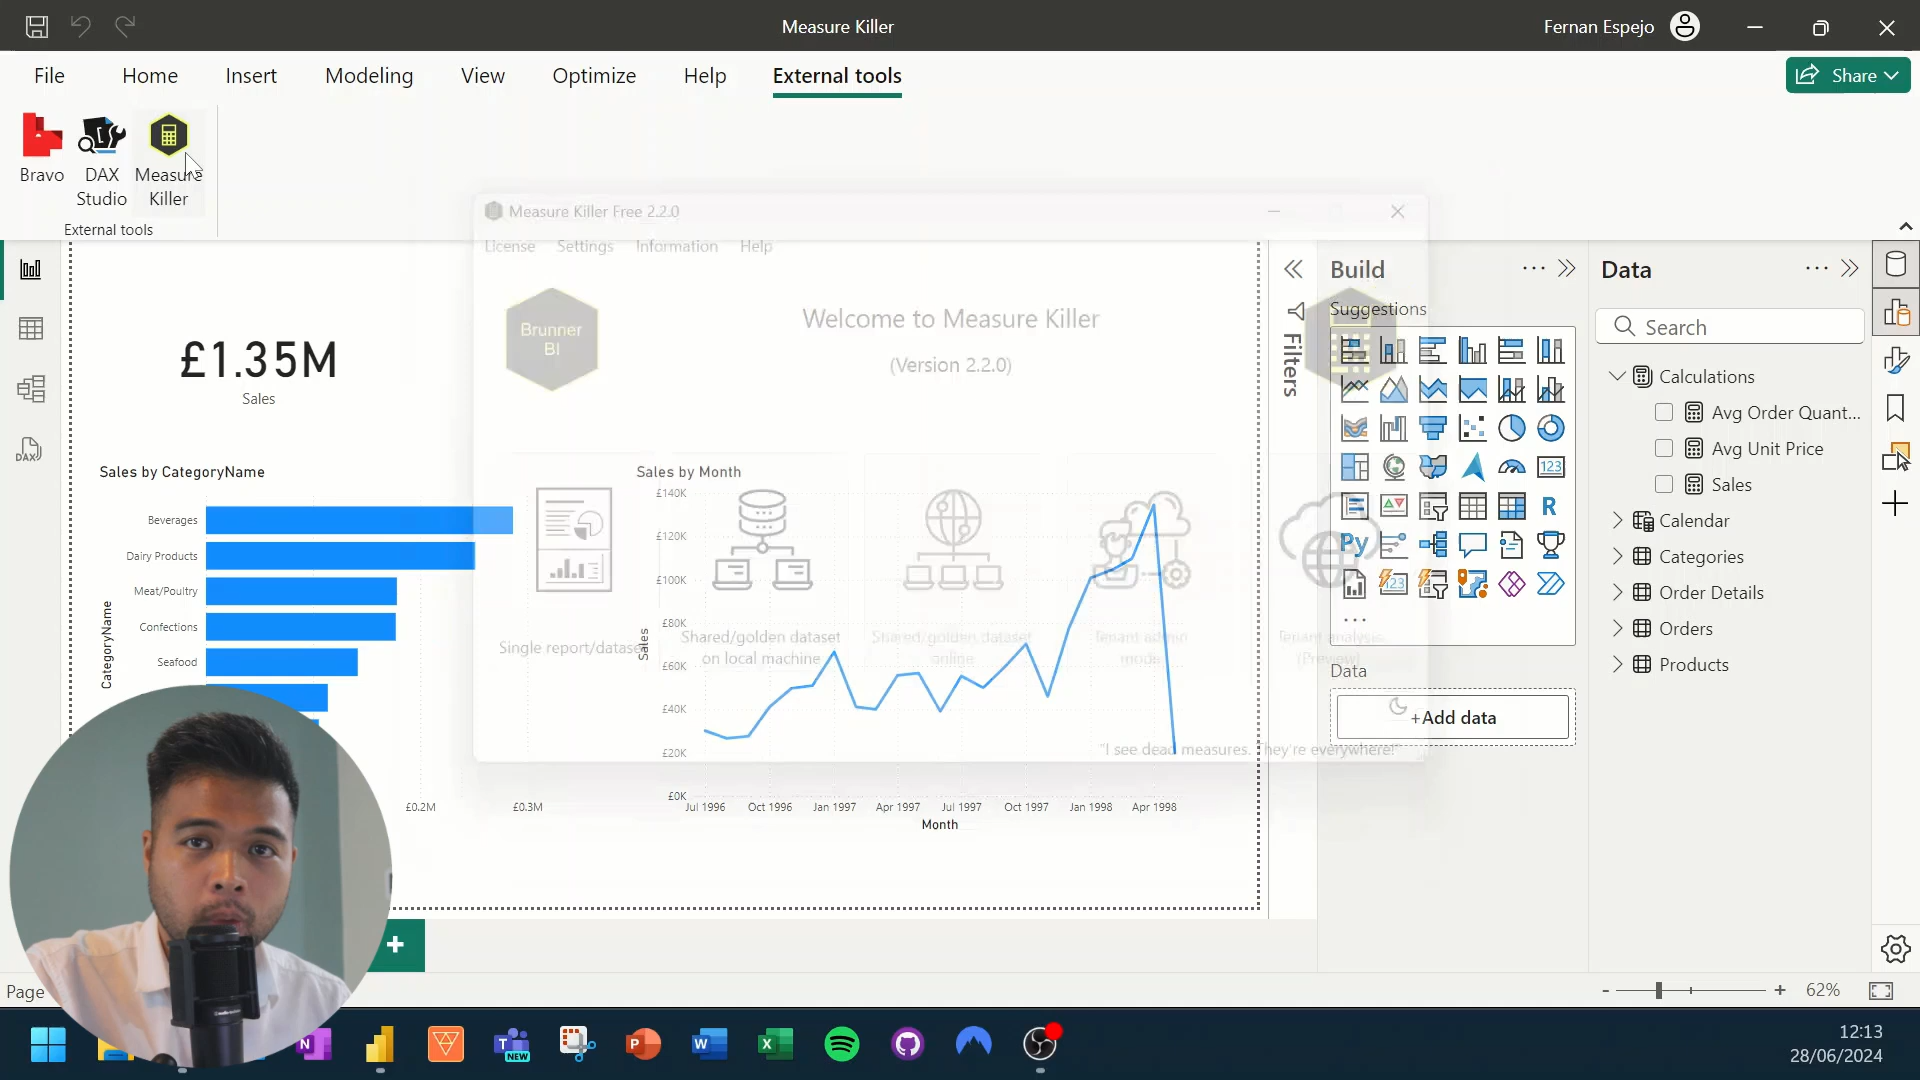 Measure Killer
Fernan Espejo
File
Home
Insert
Modeling
View
Optimize
Help
External tools
Share
Bravo
DAX
Studio
Measure
Killer
External tools
Measure Killer Free 2.2.0
License
Settings
Information
Help
Brunner
BI
Welcome to Measure Killer
(Version 2.2.0)
Single report/dataset
Shared/golden dataset
on local machine
Shared/golden dataset
online
Tenant admin
mode
Tenant analysis
(Preview)
"I see dead measures. They're everywhere!"
£1.35M
Sales
Sales by CategoryName
CategoryName
Beverages
Dairy Products
Meat/Poultry
Confections
Seafood
£0.2M
£0.3M
Sales by Month
Sales
£140K
£120K
£100K
£80K
£60K
£40K
£20K
£0K
Jul 1996
Oct 1996
Jan 1997
Apr 1997
Jul 1997
Oct 1997
Jan 1998
Apr 1998
Month
Filters
Build
Suggestions
123
R
Py
123
Data
+Add data
Data
Search
Calculations
Avg Order Quant...
Avg Unit Price
Sales
Calendar
Categories
Order Details
Orders
Products
DAX
Page
- + 62%
N
T
NEW
P
W
X
12:13
28/06/2024